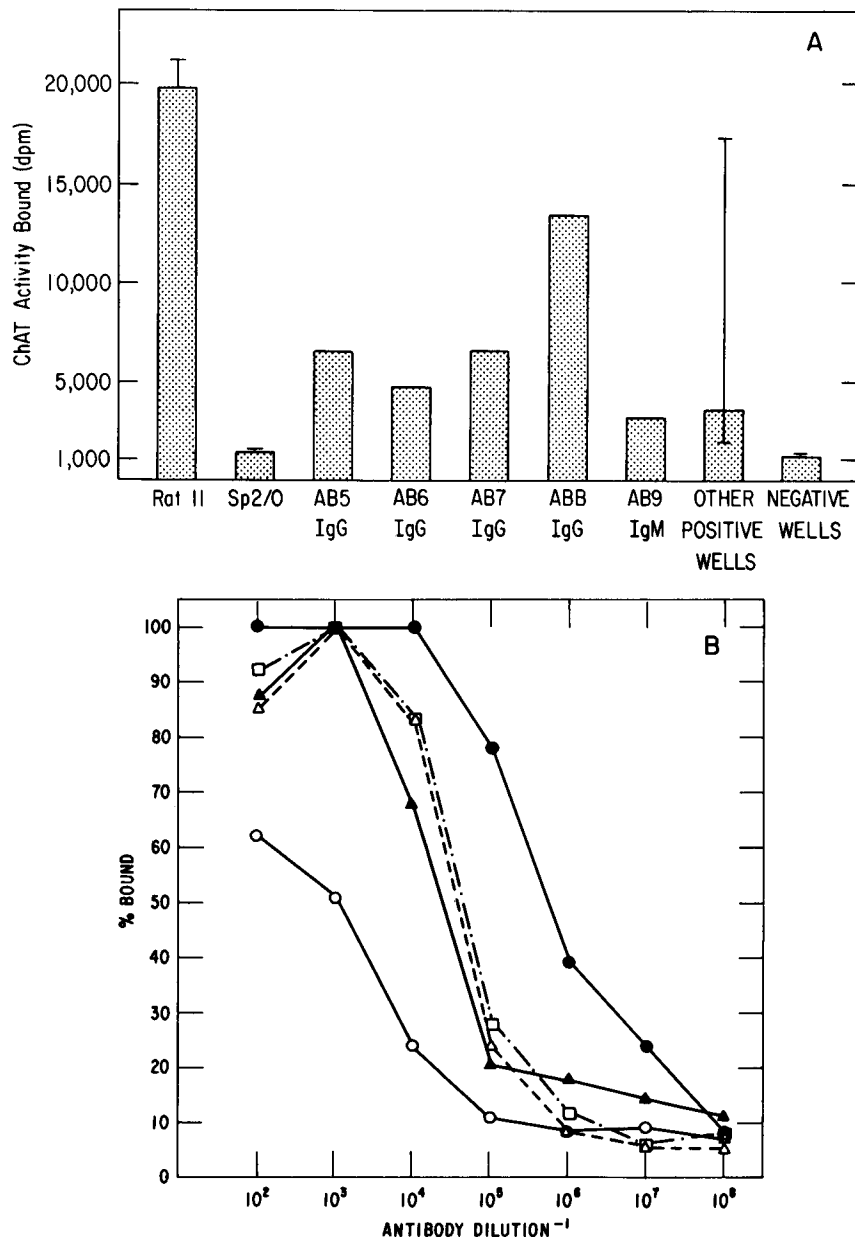 A
ChAT Activity Bound (dpm)
20,000
15,000
10,000
5,000
1,000
Rat II
Sp2/0
AB5
IgG
AB6
IgG
AB7
IgG
ABB
IgG
AB9
IgM
OTHER
POSITIVE
WELLS
NEGATIVE
WELLS
B
% BOUND
100
90
80
70
60
50
40
30
20
10
0
10²
10³
10⁴
10⁵
10⁶
10⁷
10⁸
ANTIBODY DILUTION⁻¹